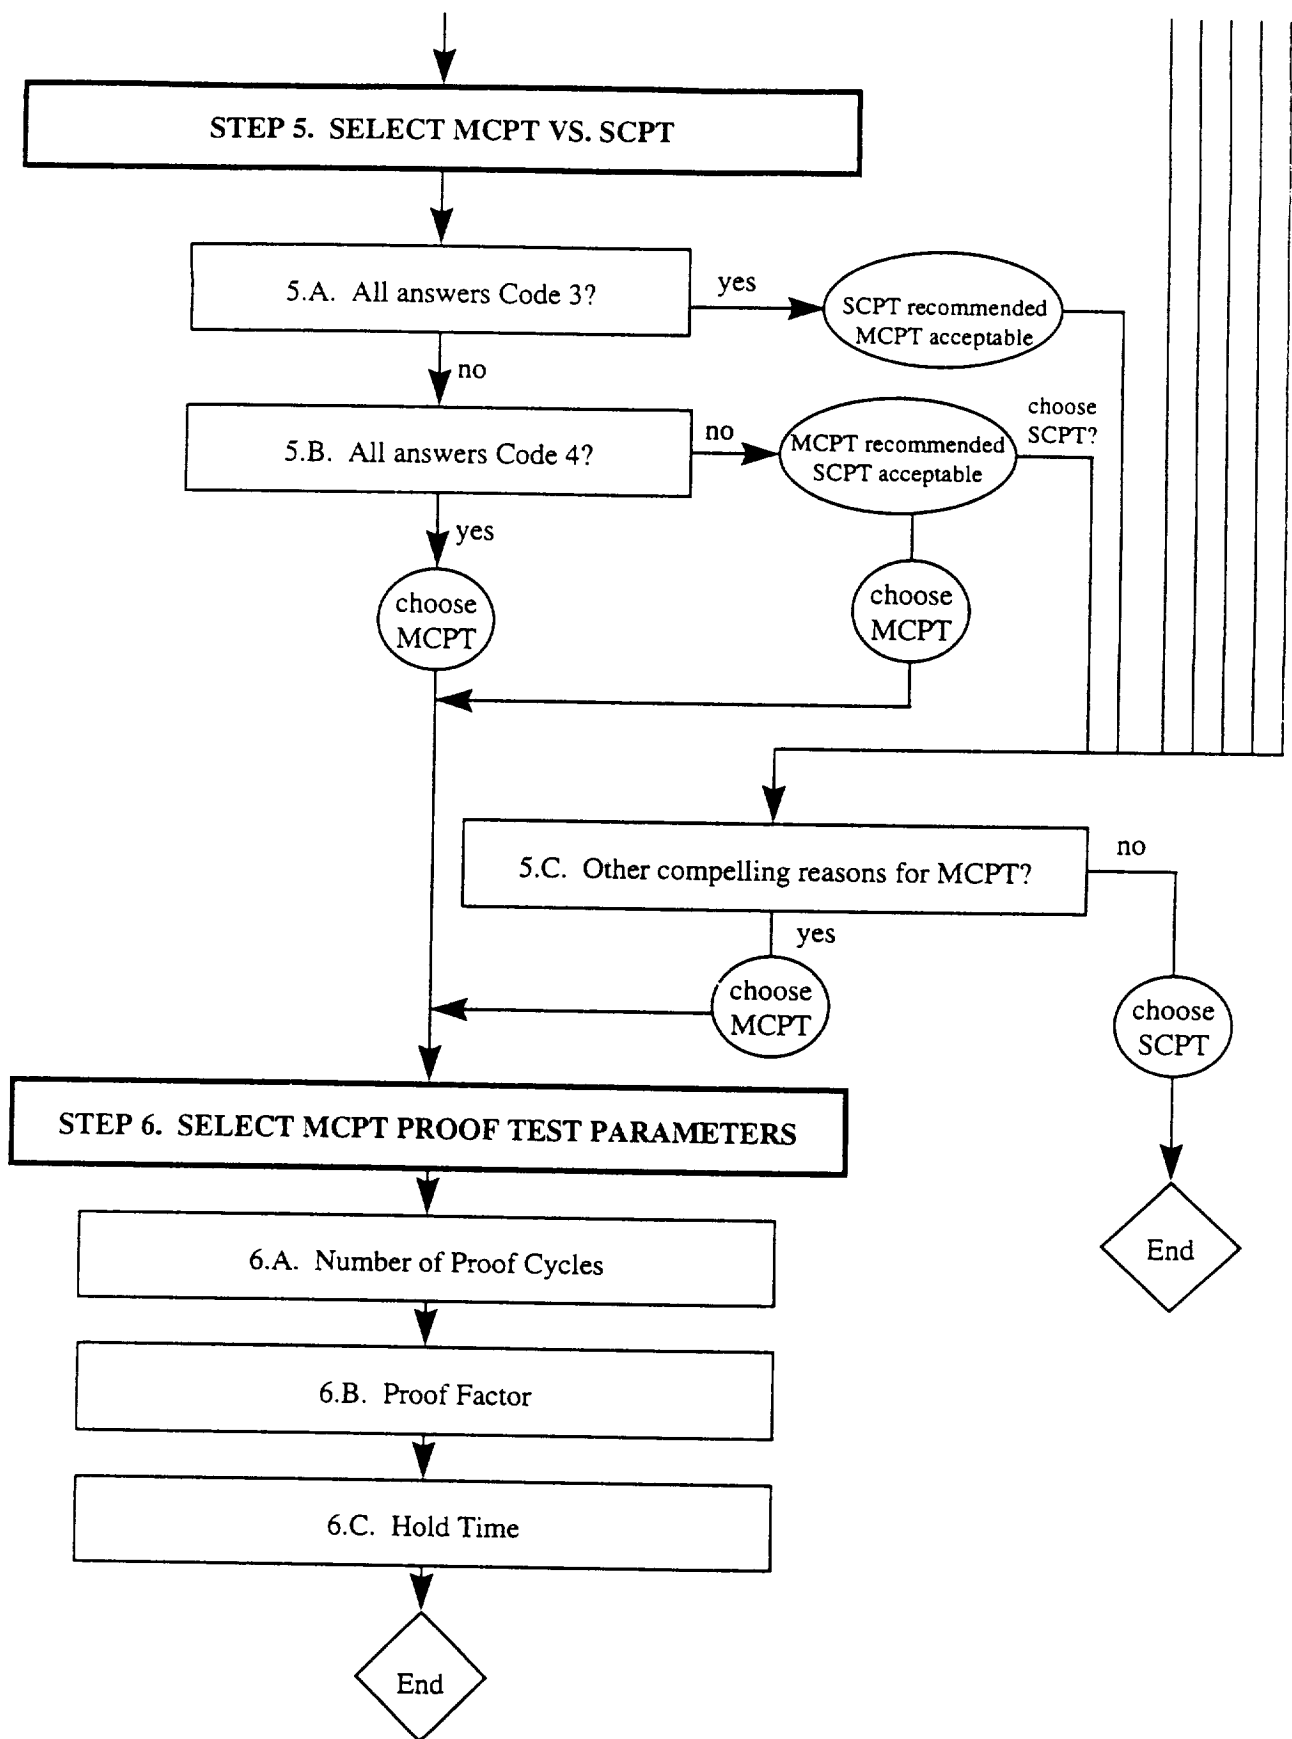 STEP 5. SELECT MCPT VS. SCPT
5.A. All answers Code 3?
yes
SCPT recommended
MCPT acceptable
no
5.B. All answers Code 4?
no
MCPT recommended
SCPT acceptable
choose
SCPT?
yes
choose
MCPT
choose
MCPT
5.C. Other compelling reasons for MCPT?
no
yes
choose
MCPT
choose
SCPT
STEP 6. SELECT MCPT PROOF TEST PARAMETERS
6.A. Number of Proof Cycles
End
6.B. Proof Factor
6.C. Hold Time
End